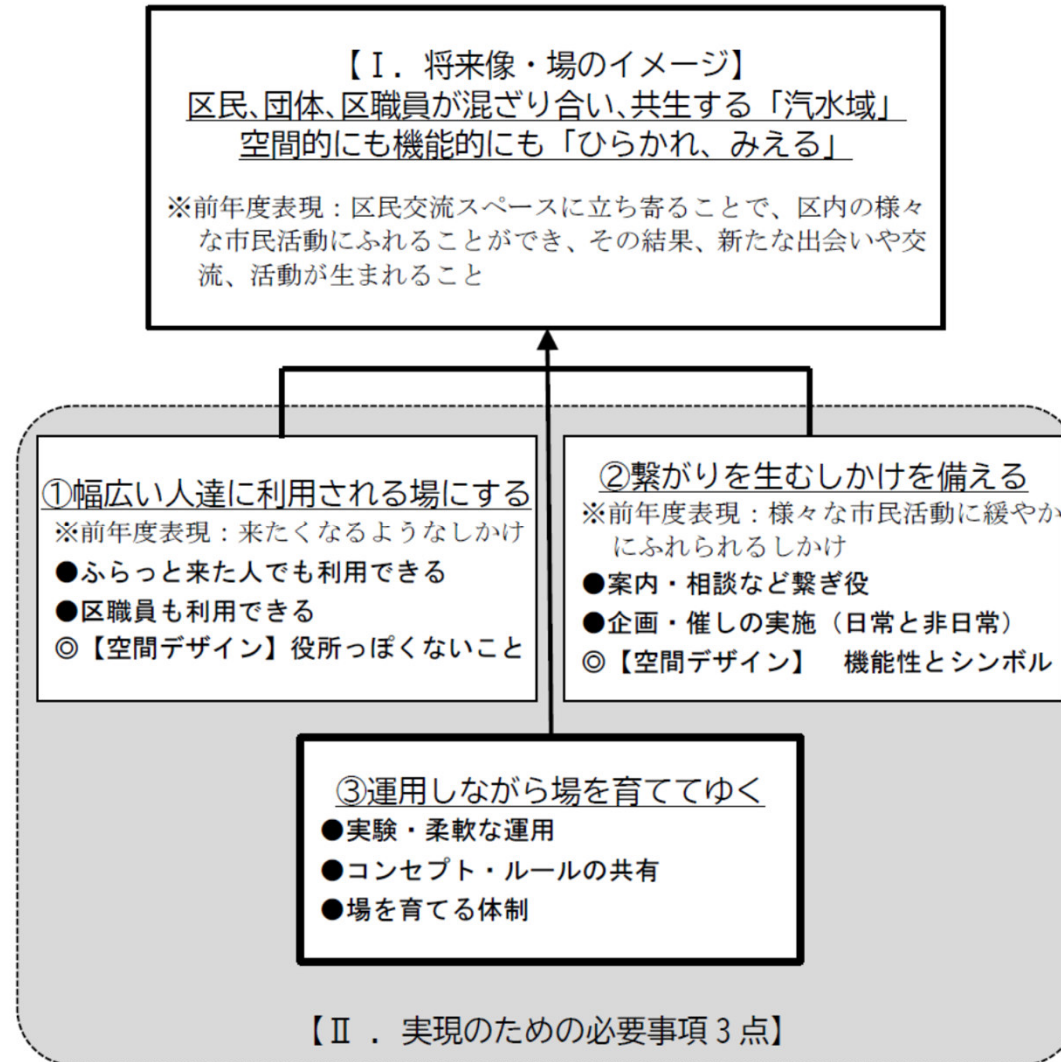 【Ⅰ．将来像・場のイメージ】
区民、団体、区職員が混ざり合い、共生する「汽水域」
空間的にも機能的にも「ひらかれ、みえる」
※前年度表現：区民交流スペースに立ち寄ることで、区内の様々
な市民活動にふれることができ、その結果、新たな出会いや交
流、活動が生まれること
①幅広い人達に利用される場にする
※前年度表現：来たくなるようなしかけ
●ふらっと来た人でも利用できる
●区職員も利用できる
◎【空間デザイン】役所っぽくないこと
②繋がりを生むしかけを備える
※前年度表現：様々な市民活動に緩やか
にふれられるしかけ
●案内・相談など繋ぎ役
●企画・催しの実施（日常と非日常）
◎【空間デザイン】　機能性とシンボル
③運用しながら場を育ててゆく
●実験・柔軟な運用
●コンセプト・ルールの共有
●場を育てる体制
【Ⅱ．実現のための必要事項３点】